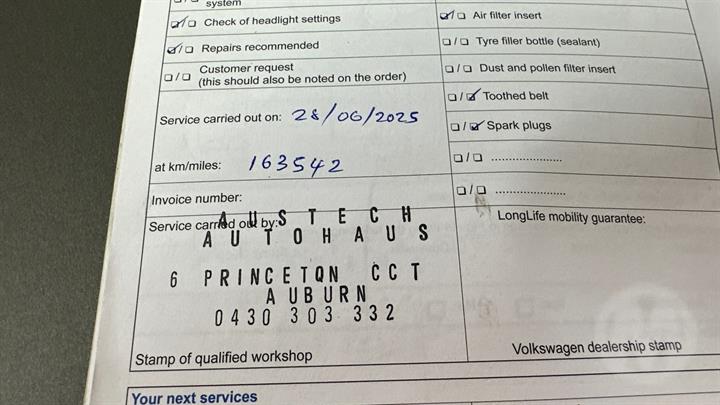 system
Check of headlight settings
Repairs recommended
Customer request
(this should also be noted on the order)
Service carried out on: 28/06/2025
at km/miles: 163542
Invoice number:
Service carried out by:
AUSTECH
AUTOHAUS
6 PRINCETON CCT
AUBURN
0430 303 332
Stamp of qualified workshop
Air filter insert
Tyre filler bottle (sealant)
Dust and pollen filter insert
Toothed belt
Spark plugs
.....................
.....................
LongLife mobility guarantee:
Volkswagen dealership stamp
Your next services